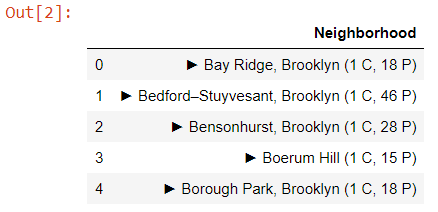 Out[2]:
Neighborhood
0 ► Bay Ridge, Brooklyn (1 C, 18 P)
1 ► Bedford–Stuyvesant, Brooklyn (1 C, 46 P)
2 ► Bensonhurst, Brooklyn (1 C, 28 P)
3 ► Boerum Hill (1 C, 15 P)
4 ► Borough Park, Brooklyn (1 C, 18 P)